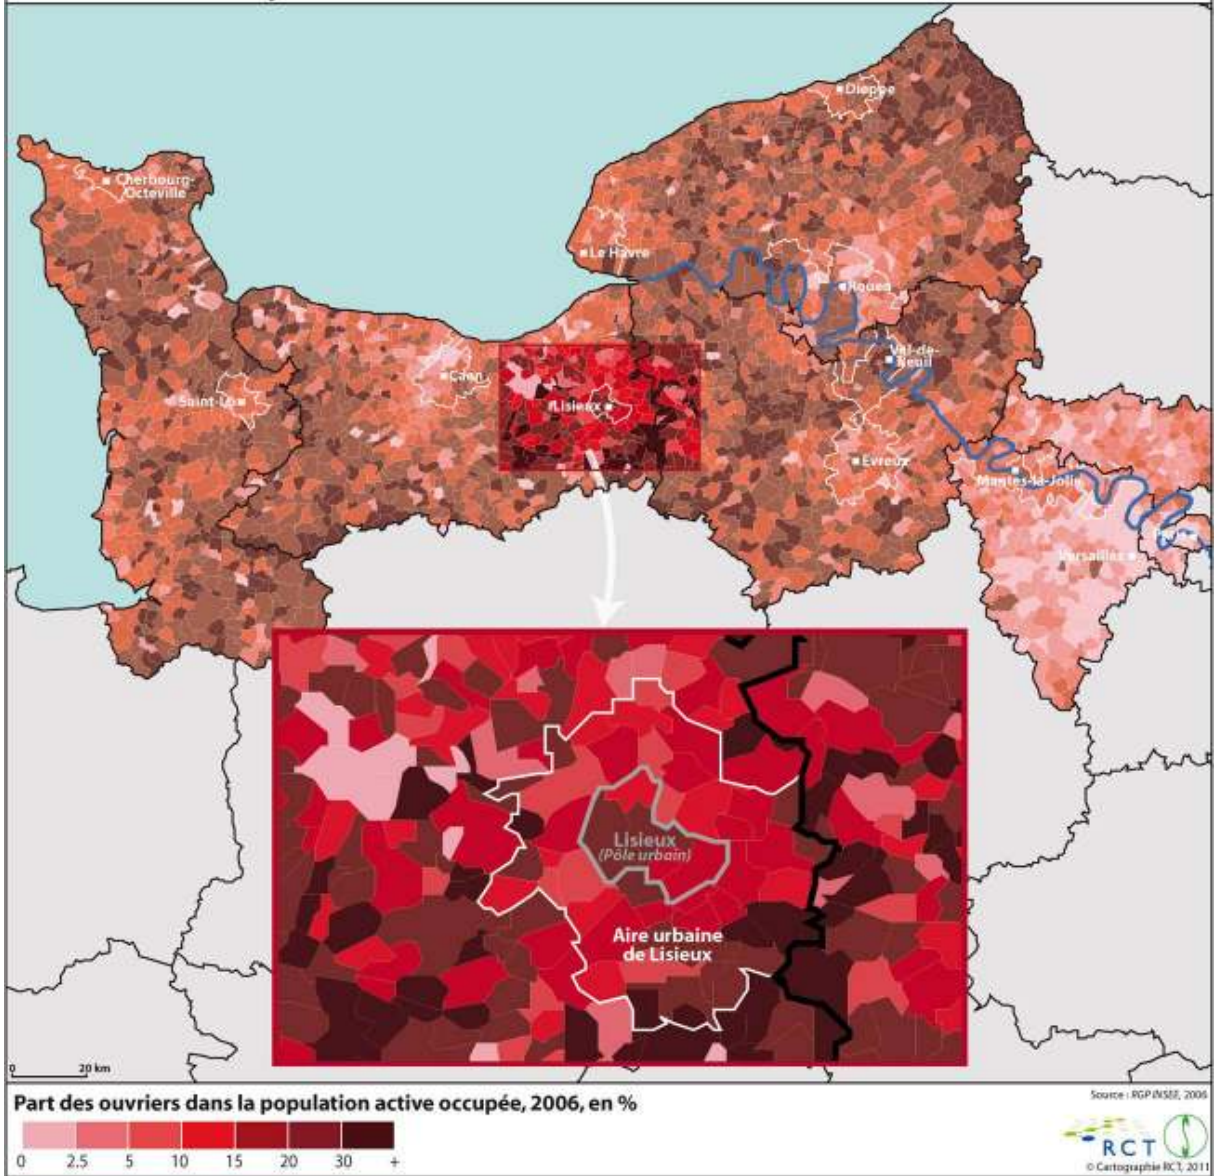 Dieppe
Cherbourg-
Octeville
Le Havre
Rouen
Val-de-
Reuil
Caen
Saint-Lô
Lisieux
Evreux
Mantes-la-Jolie
Versailles
Lisieux
(Pôle urbain)
Aire urbaine
de Lisieux
0 20 km
Part des ouvriers dans la population active occupée, 2006, en %
0 2.5 5 10 15 20 30 +
Source : RGP INSEE, 2006
RCT
© Cartographie RCT, 2011